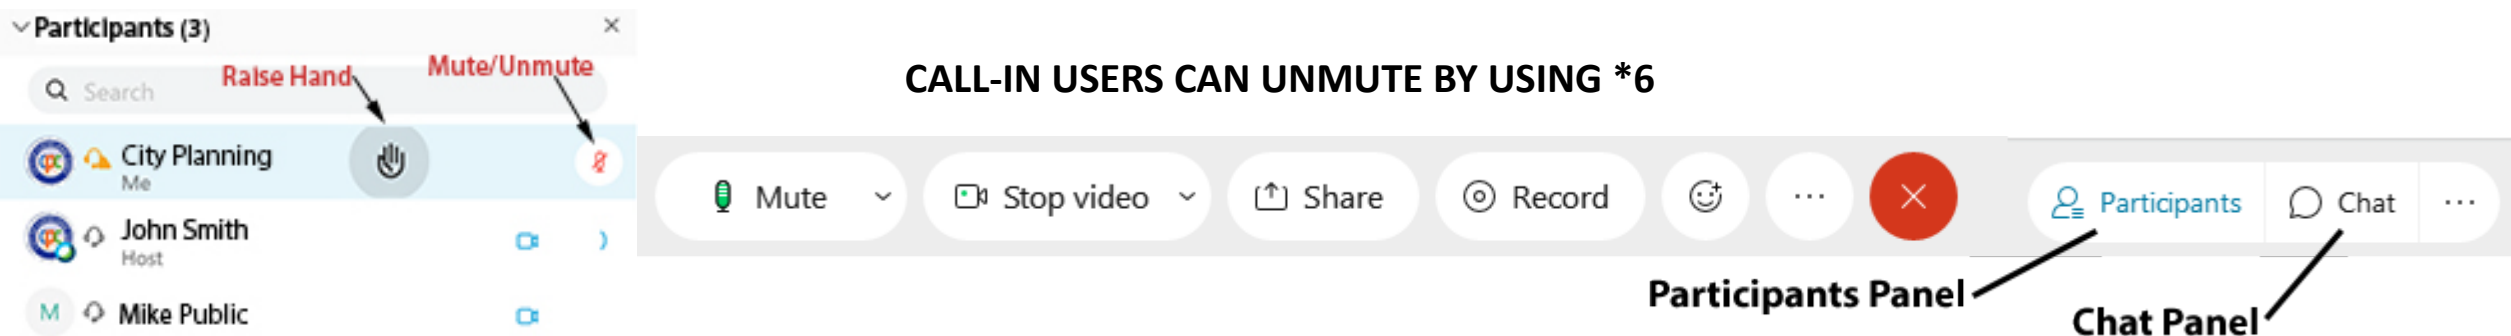 Participants (3)
Raise Hand
Mute/Unmute
Search
City Planning
Me
John Smith
Host
M Mike Public
CALL-IN USERS CAN UNMUTE BY USING *6
Mute Stop video Share Record
Participants Chat
Participants Panel
Chat Panel